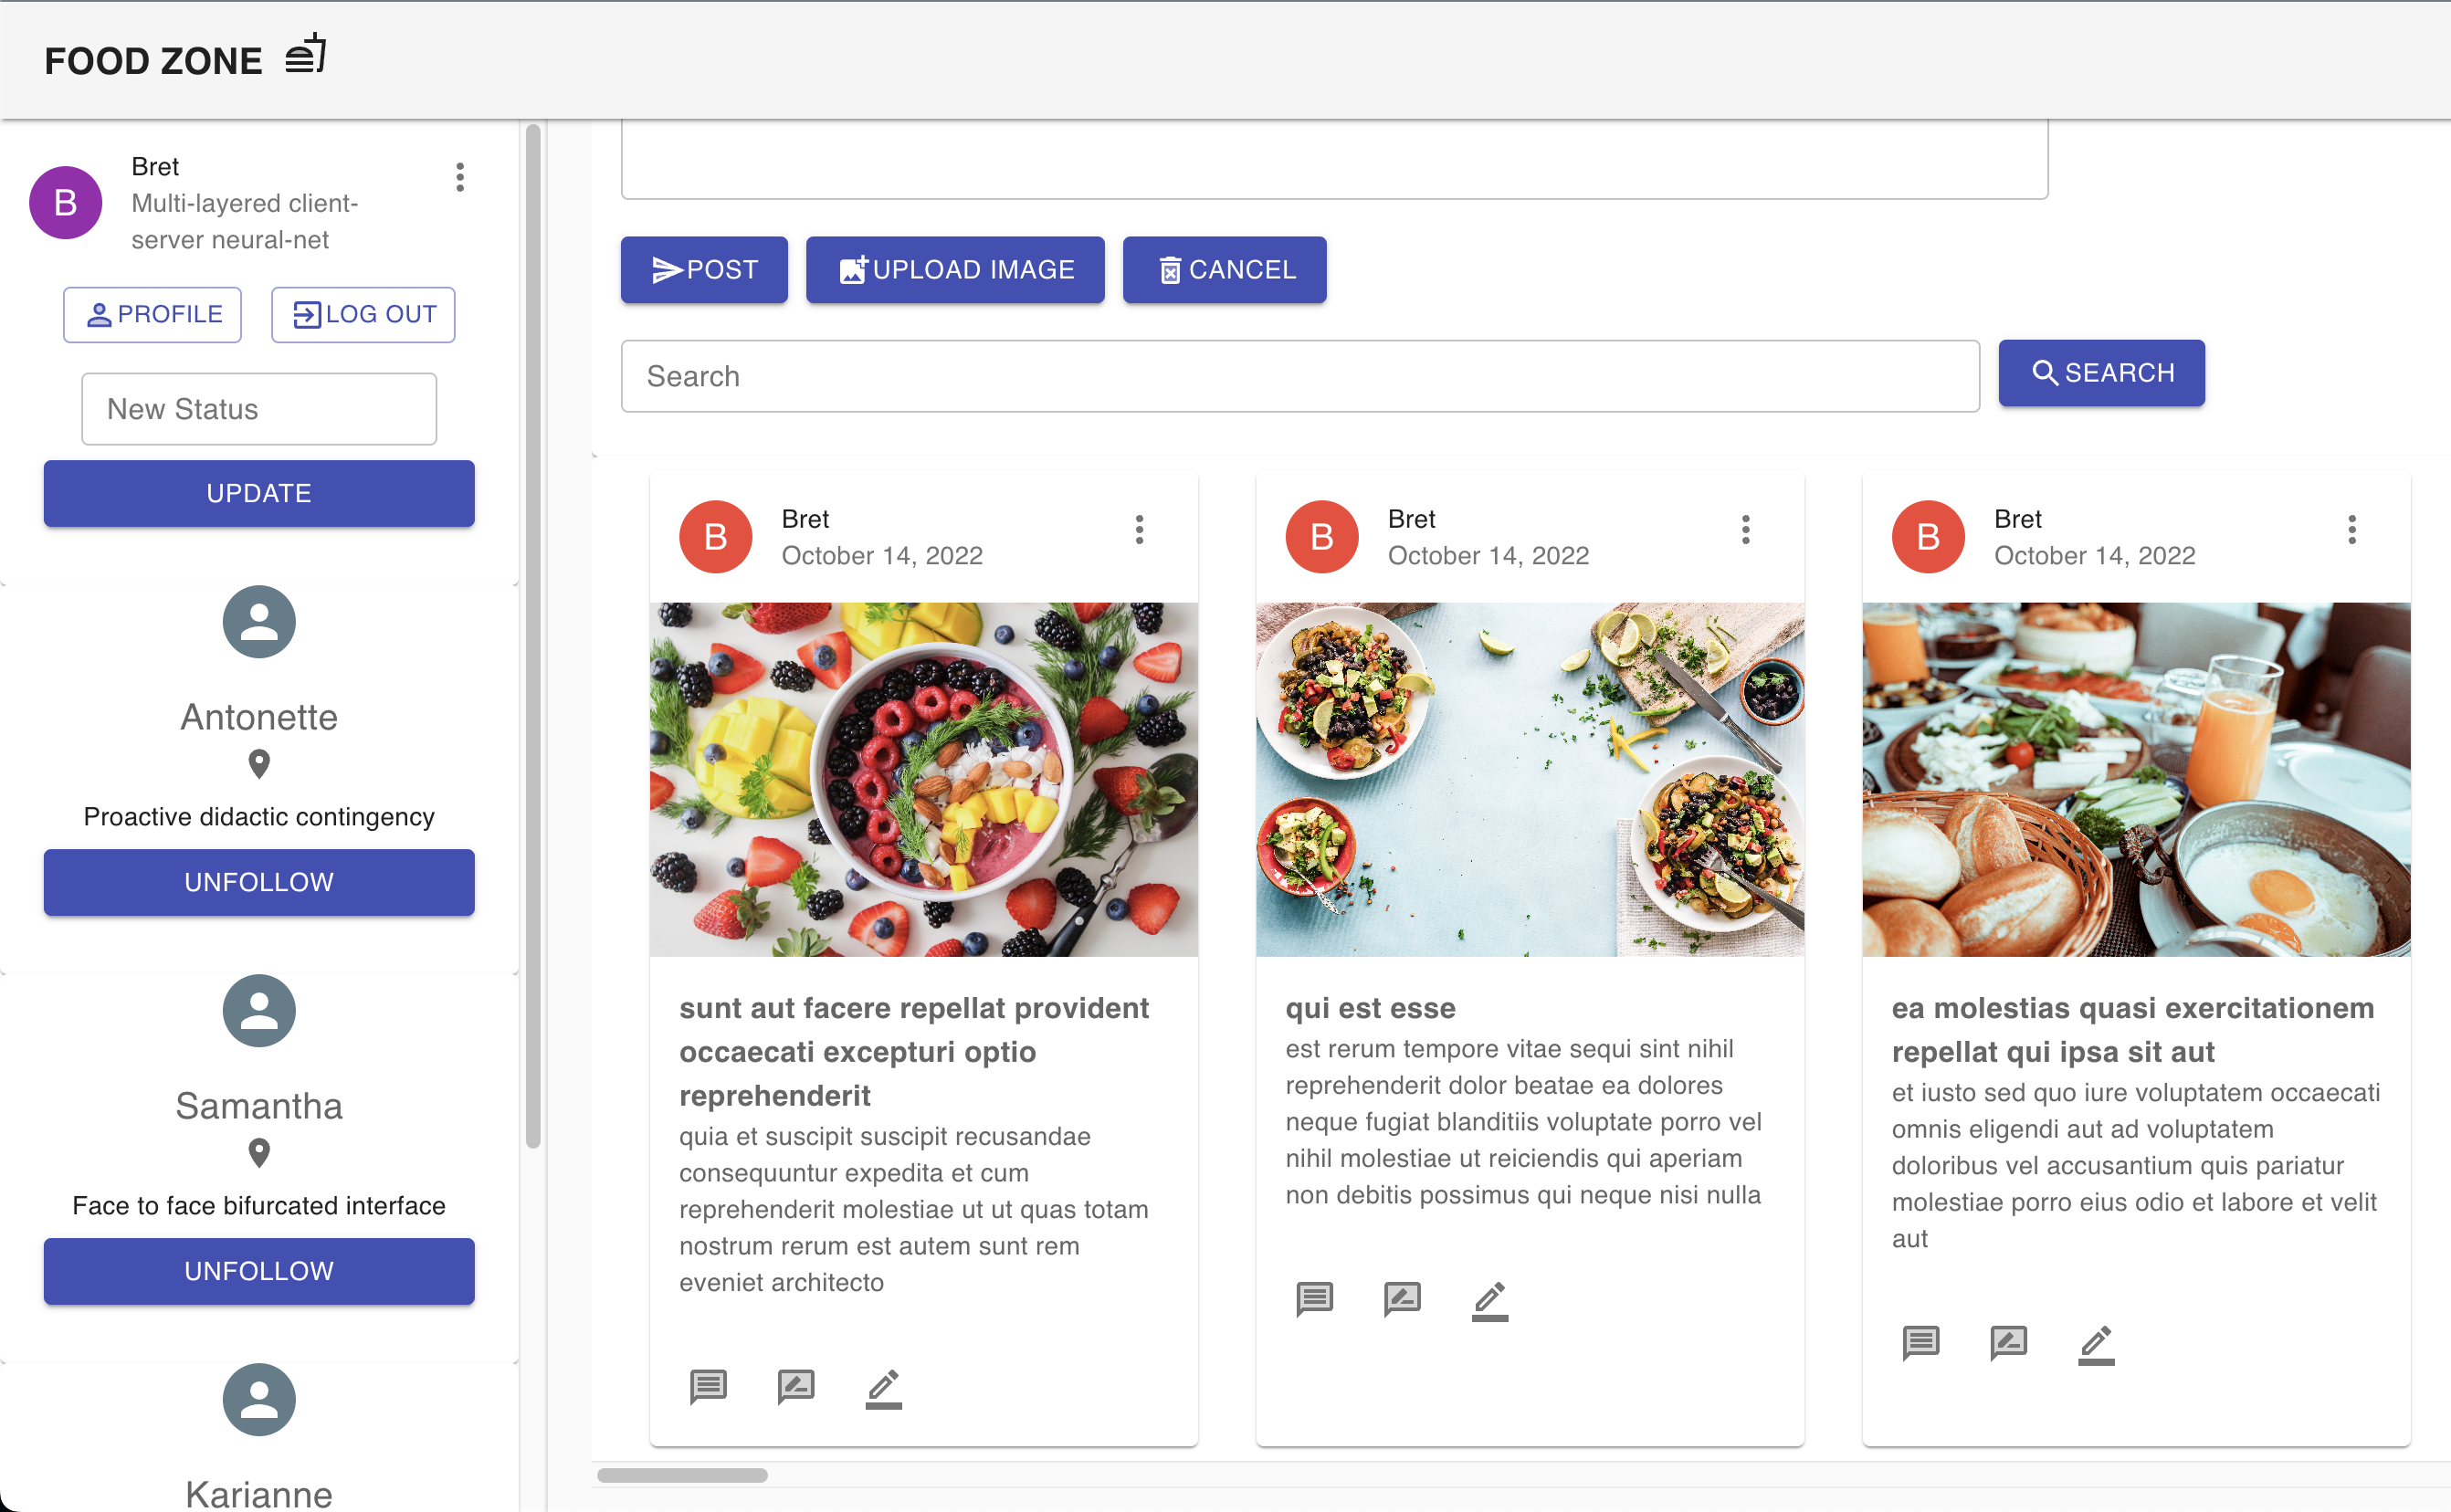 FOOD ZONE
B
Bret
Multi-layered client-
server neural-net
PROFILE
LOG OUT
New Status
UPDATE
Antonette
Proactive didactic contingency
UNFOLLOW
Samantha
Face to face bifurcated interface
UNFOLLOW
Karianne
POST
UPLOAD IMAGE
CANCEL
Search
SEARCH
B
Bret
October 14, 2022
sunt aut facere repellat provident
occaecati excepturi optio
reprehenderit
quia et suscipit suscipit recusandae
consequuntur expedita et cum
reprehenderit molestiae ut ut quas totam
nostrum rerum est autem sunt rem
eveniet architecto
B
Bret
October 14, 2022
qui est esse
est rerum tempore vitae sequi sint nihil
reprehenderit dolor beatae ea dolores
neque fugiat blanditiis voluptate porro vel
nihil molestiae ut reiciendis qui aperiam
non debitis possimus qui neque nisi nulla
B
Bret
October 14, 2022
ea molestias quasi exercitationem
repellat qui ipsa sit aut
et iusto sed quo iure voluptatem occaecati
omnis eligendi aut ad voluptatem
doloribus vel accusantium quis pariatur
molestiae porro eius odio et labore et velit
aut